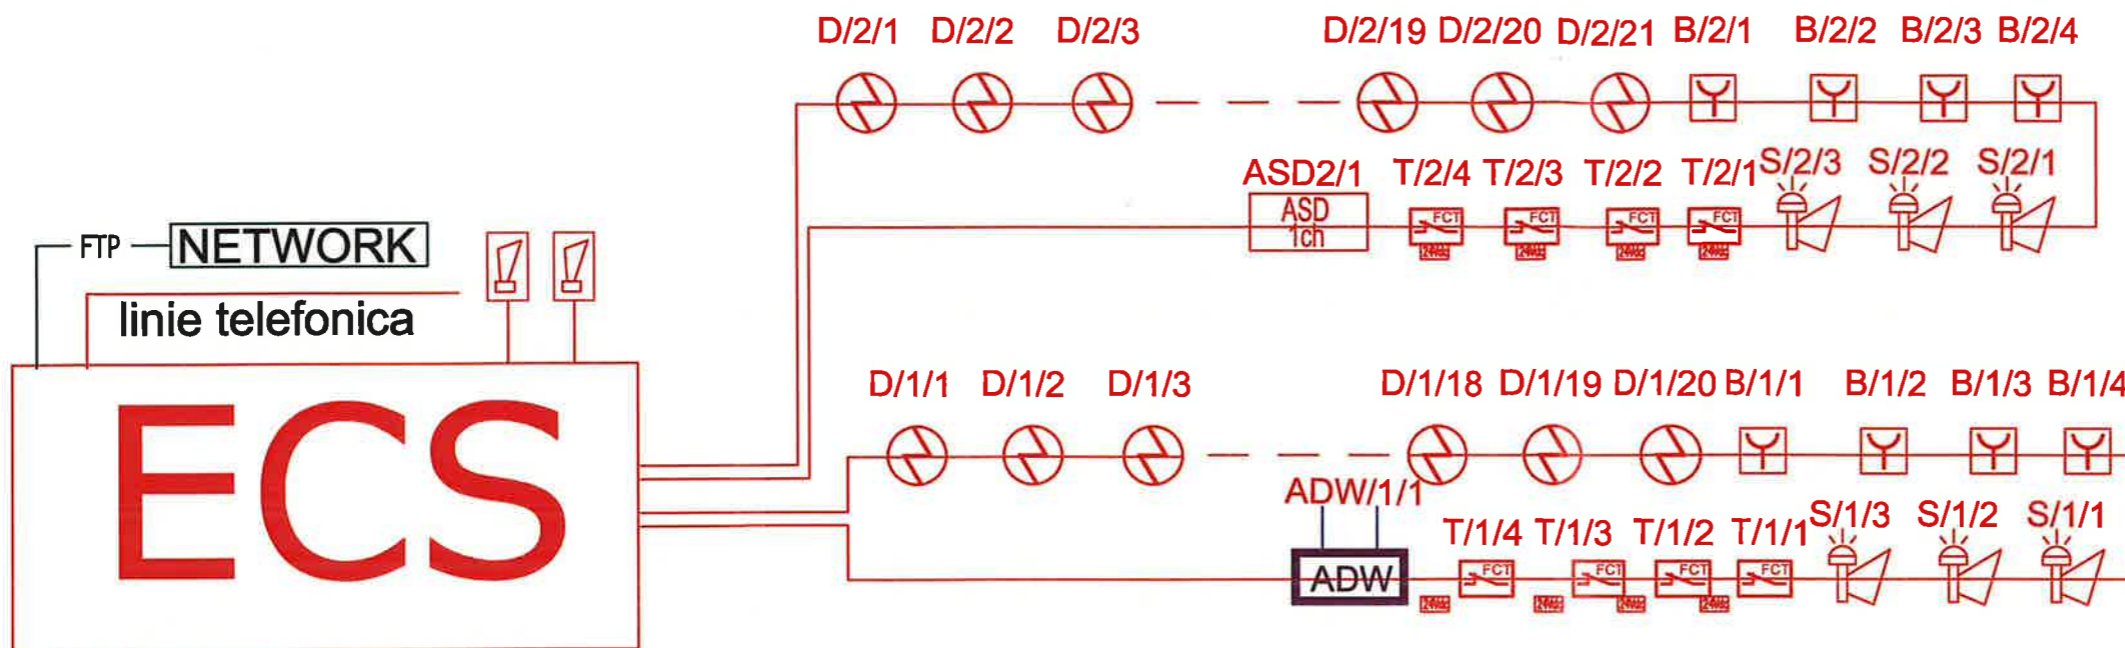 D/2/1 D/2/2 D/2/3 D/2/19 D/2/20 D/2/21 B/2/1 B/2/2 B/2/3 B/2/4
ASD2/1 T/2/4 T/2/3 T/2/2 T/2/1 S/2/3 S/2/2 S/2/1
ASD
1ch
FCT FCT FCT FCT
FTP NETWORK
linie telefonica
ECS
D/1/1 D/1/2 D/1/3 D/1/18 D/1/19 D/1/20 B/1/1 B/1/2 B/1/3 B/1/4
ADW/1/1
T/1/4 T/1/3 T/1/2 T/1/1 S/1/3 S/1/2 S/1/1
ADW
FCT FCT FCT FCT